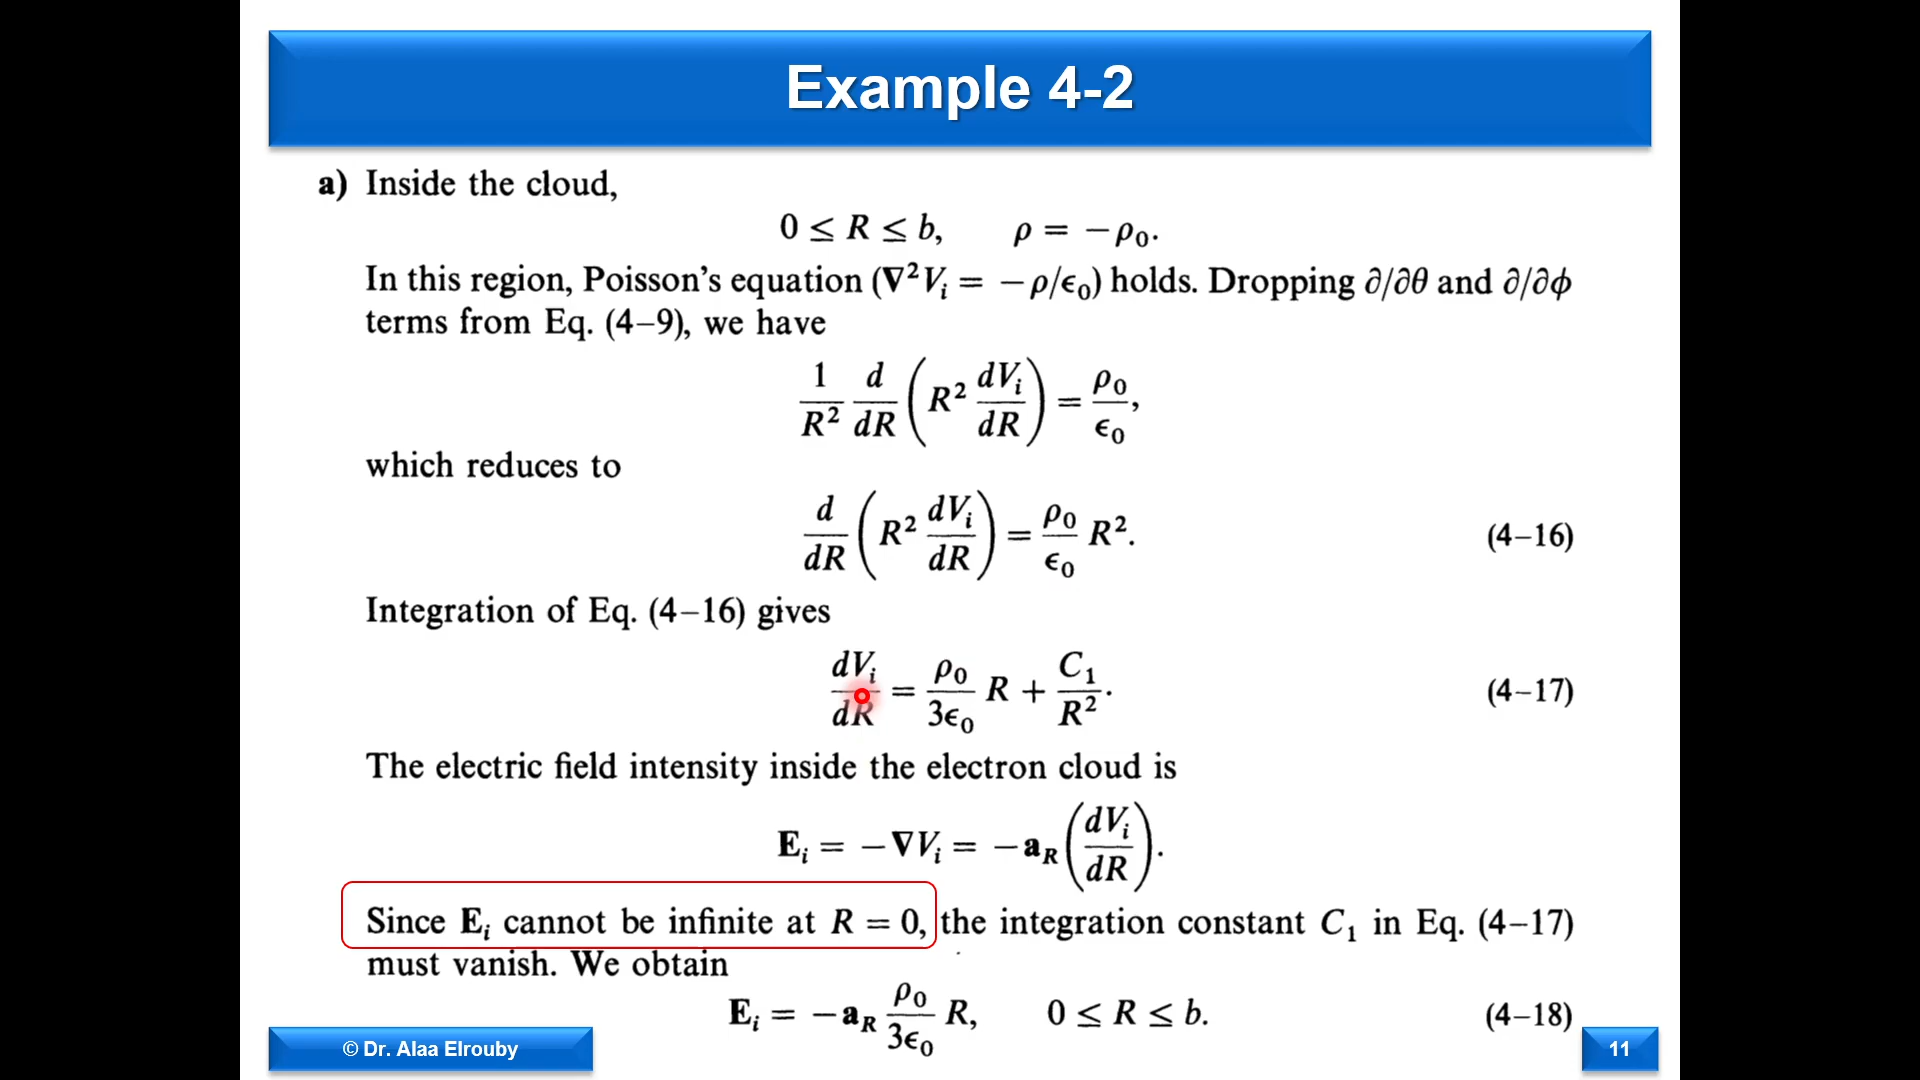 Example 4-2
a) Inside the cloud,
0 ≤ R ≤ b,  ρ = −ρ₀.
In this region, Poisson's equation (∇²Vᵢ = −ρ/ϵ₀) holds. Dropping ∂/∂θ and ∂/∂ϕ
terms from Eq. (4–9), we have
1/R² d/dR (R² dVᵢ/dR) = ρ₀/ϵ₀,
which reduces to
d/dR (R² dVᵢ/dR) = ρ₀/ϵ₀ R². (4–16)
Integration of Eq. (4–16) gives
dVᵢ/dR = ρ₀/3ϵ₀ R + C₁/R². (4–17)
The electric field intensity inside the electron cloud is
Eᵢ = −∇Vᵢ = −a_R (dVᵢ/dR).
Since Eᵢ cannot be infinite at R = 0, the integration constant C₁ in Eq. (4–17)
must vanish. We obtain
Eᵢ = −a_R ρ₀/3ϵ₀ R,  0 ≤ R ≤ b. (4–18)
© Dr. Alaa Elrouby
11